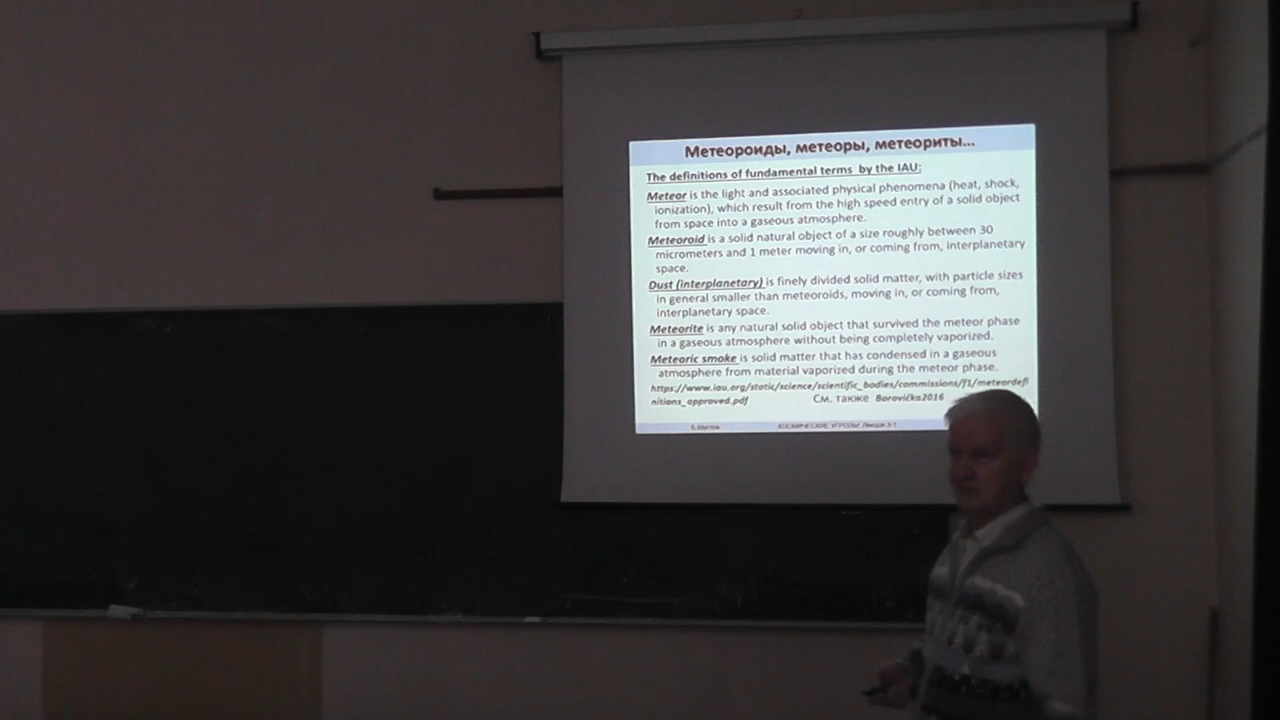 Метеороиды, метеоры, метеориты...
The definitions of fundamental terms by the IAU:
Meteor is the light and associated physical phenomena (heat, shock,
ionization), which result from the high speed entry of a solid object
from space into a gaseous atmosphere.
Meteoroid is a solid natural object of a size roughly between 30
micrometers and 1 meter moving in, or coming from, interplanetary
space.
Dust (interplanetary) is finely divided solid matter, with particle sizes
in general smaller than meteoroids, moving in, or coming from,
interplanetary space.
Meteorite is any natural solid object that survived the meteor phase
in a gaseous atmosphere without being completely vaporized.
Meteoric smoke is solid matter that has condensed in a gaseous
atmosphere from material vaporized during the meteor phase.
https://www.iau.org/static/science/scientific_bodies/commissions/f1/meteordefi
nitions_approved.pdf См. также Borovička2016
КОСМИЧЕСКИЕ УГРОЗЫ